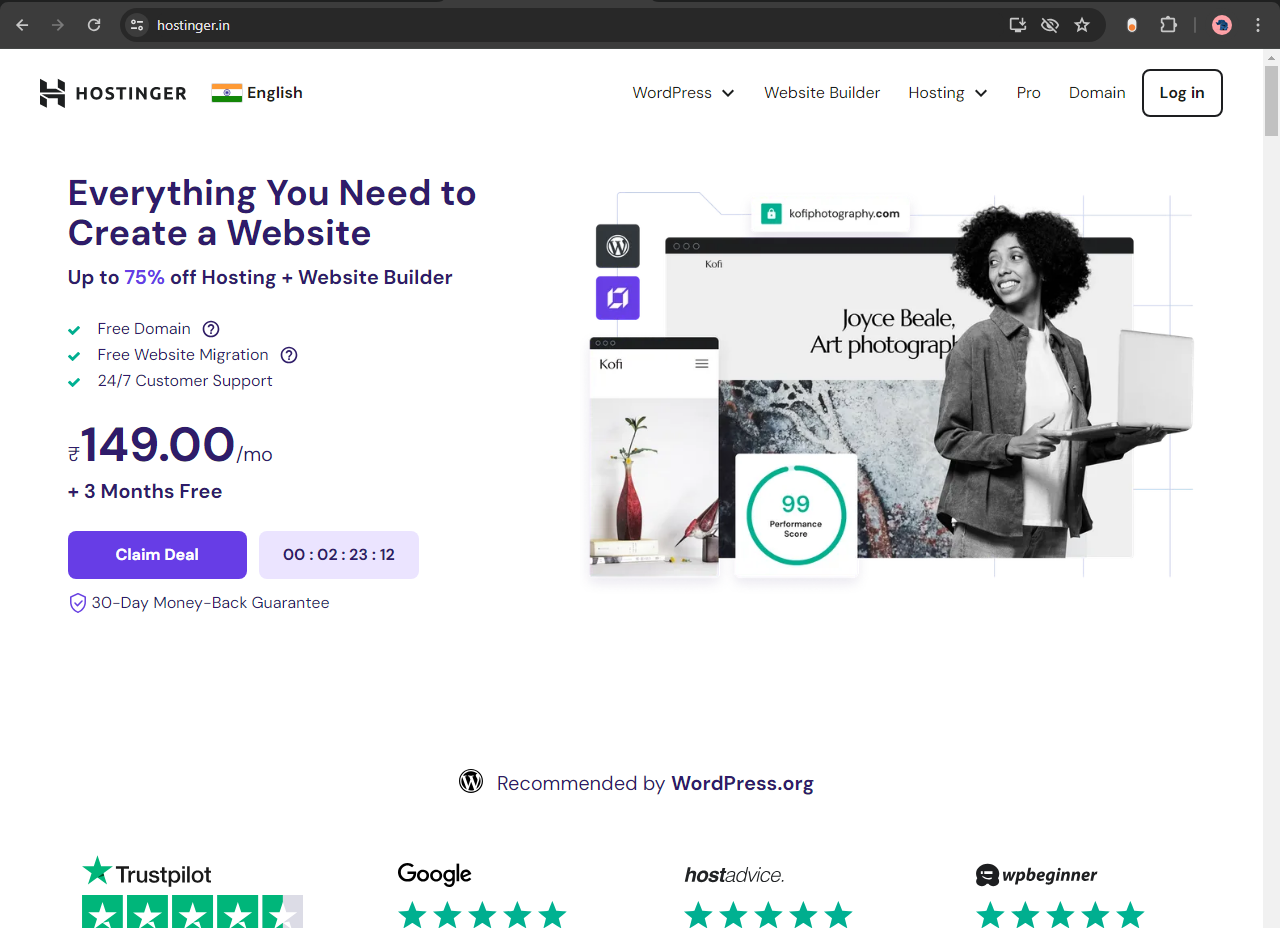 hostinger.in
HOSTINGER
English
WordPress
Website Builder
Hosting
Pro
Domain
Log in
Everything You Need to
Create a Website
Up to 75% off Hosting + Website Builder
Free Domain
Free Website Migration
24/7 Customer Support
₹149.00/mo
+ 3 Months Free
Claim Deal
00 : 02 : 23 : 12
30-Day Money-Back Guarantee
kofiphotography.com
Kofi
Joyce Beale,
Art photograp
Kofi
99
Performance
Score
Recommended by WordPress.org
Trustpilot
Google
hostadvice.
wpbeginner